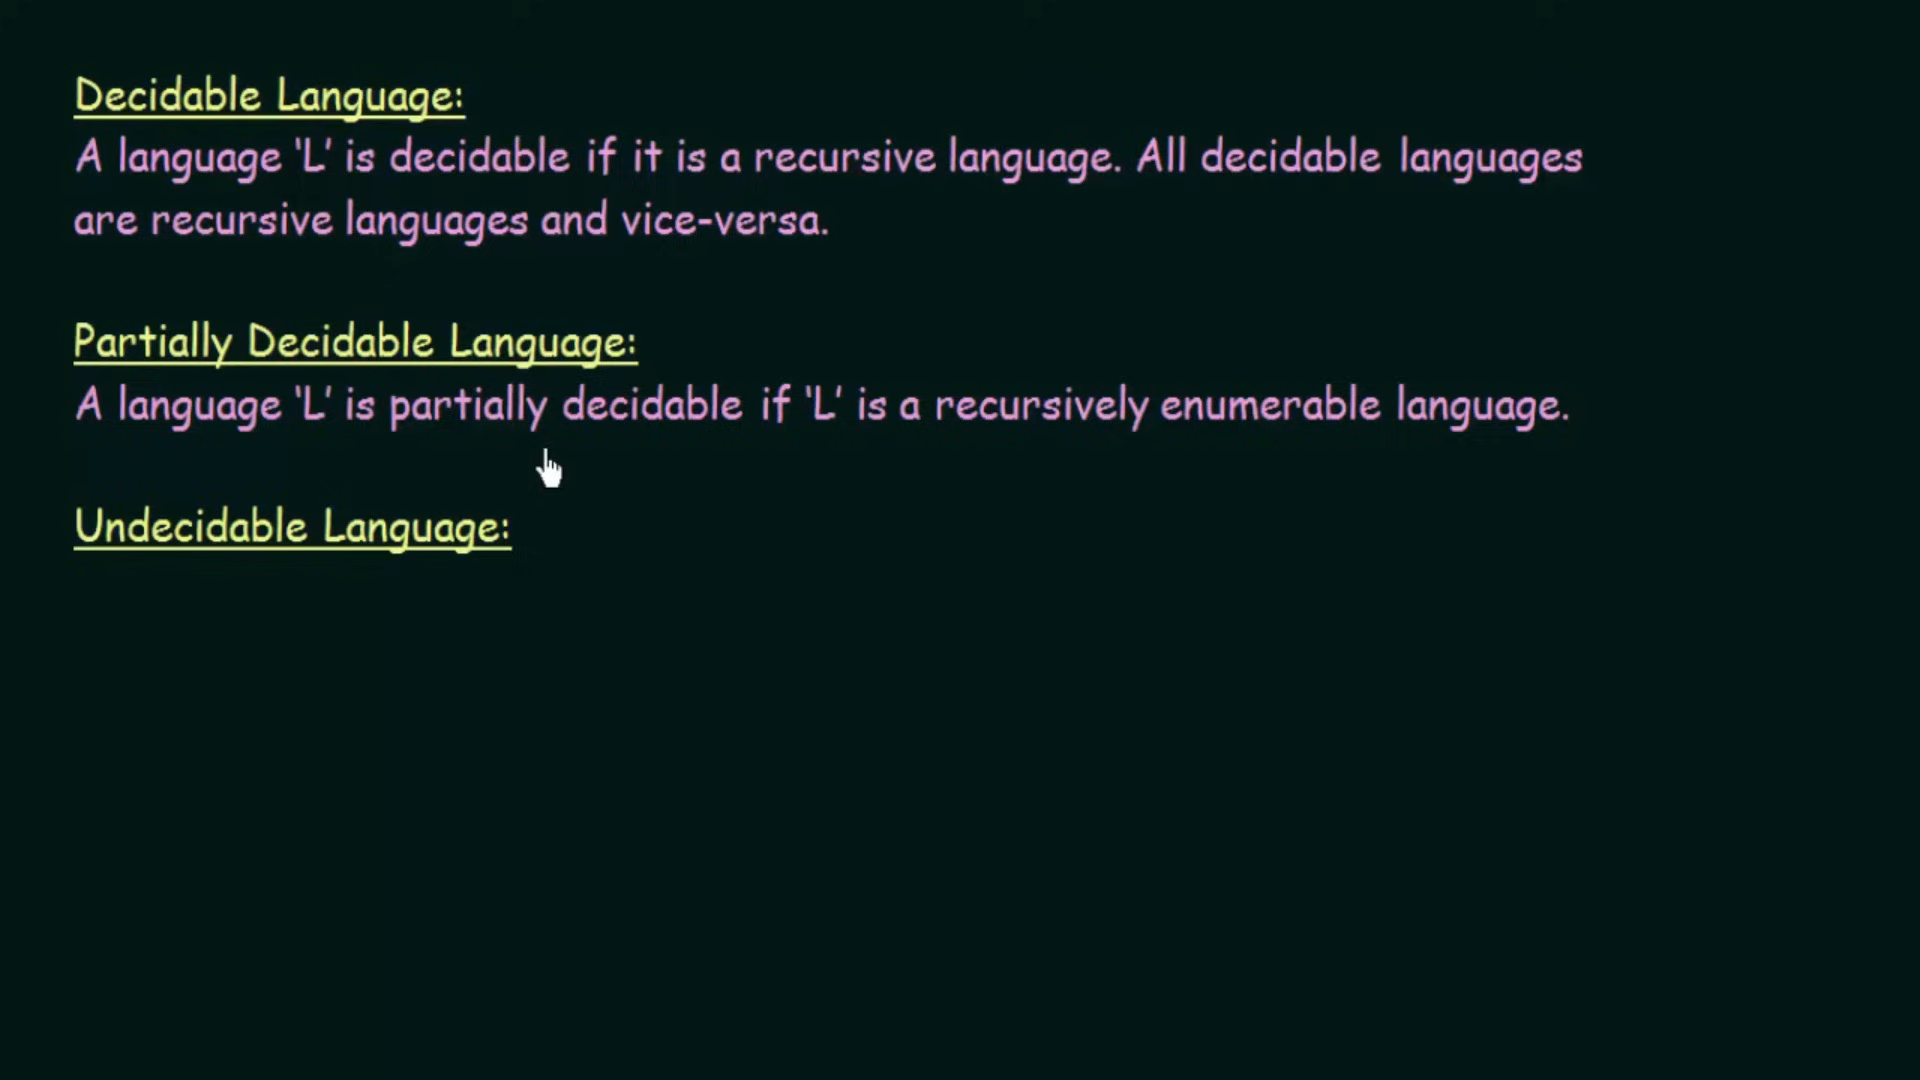 Decidable Language:
A language ‘L’ is decidable if it is a recursive language. All decidable languages
are recursive languages and vice-versa.
Partially Decidable Language:
A language ‘L’ is partially decidable if ‘L’ is a recursively enumerable language.
Undecidable Language: